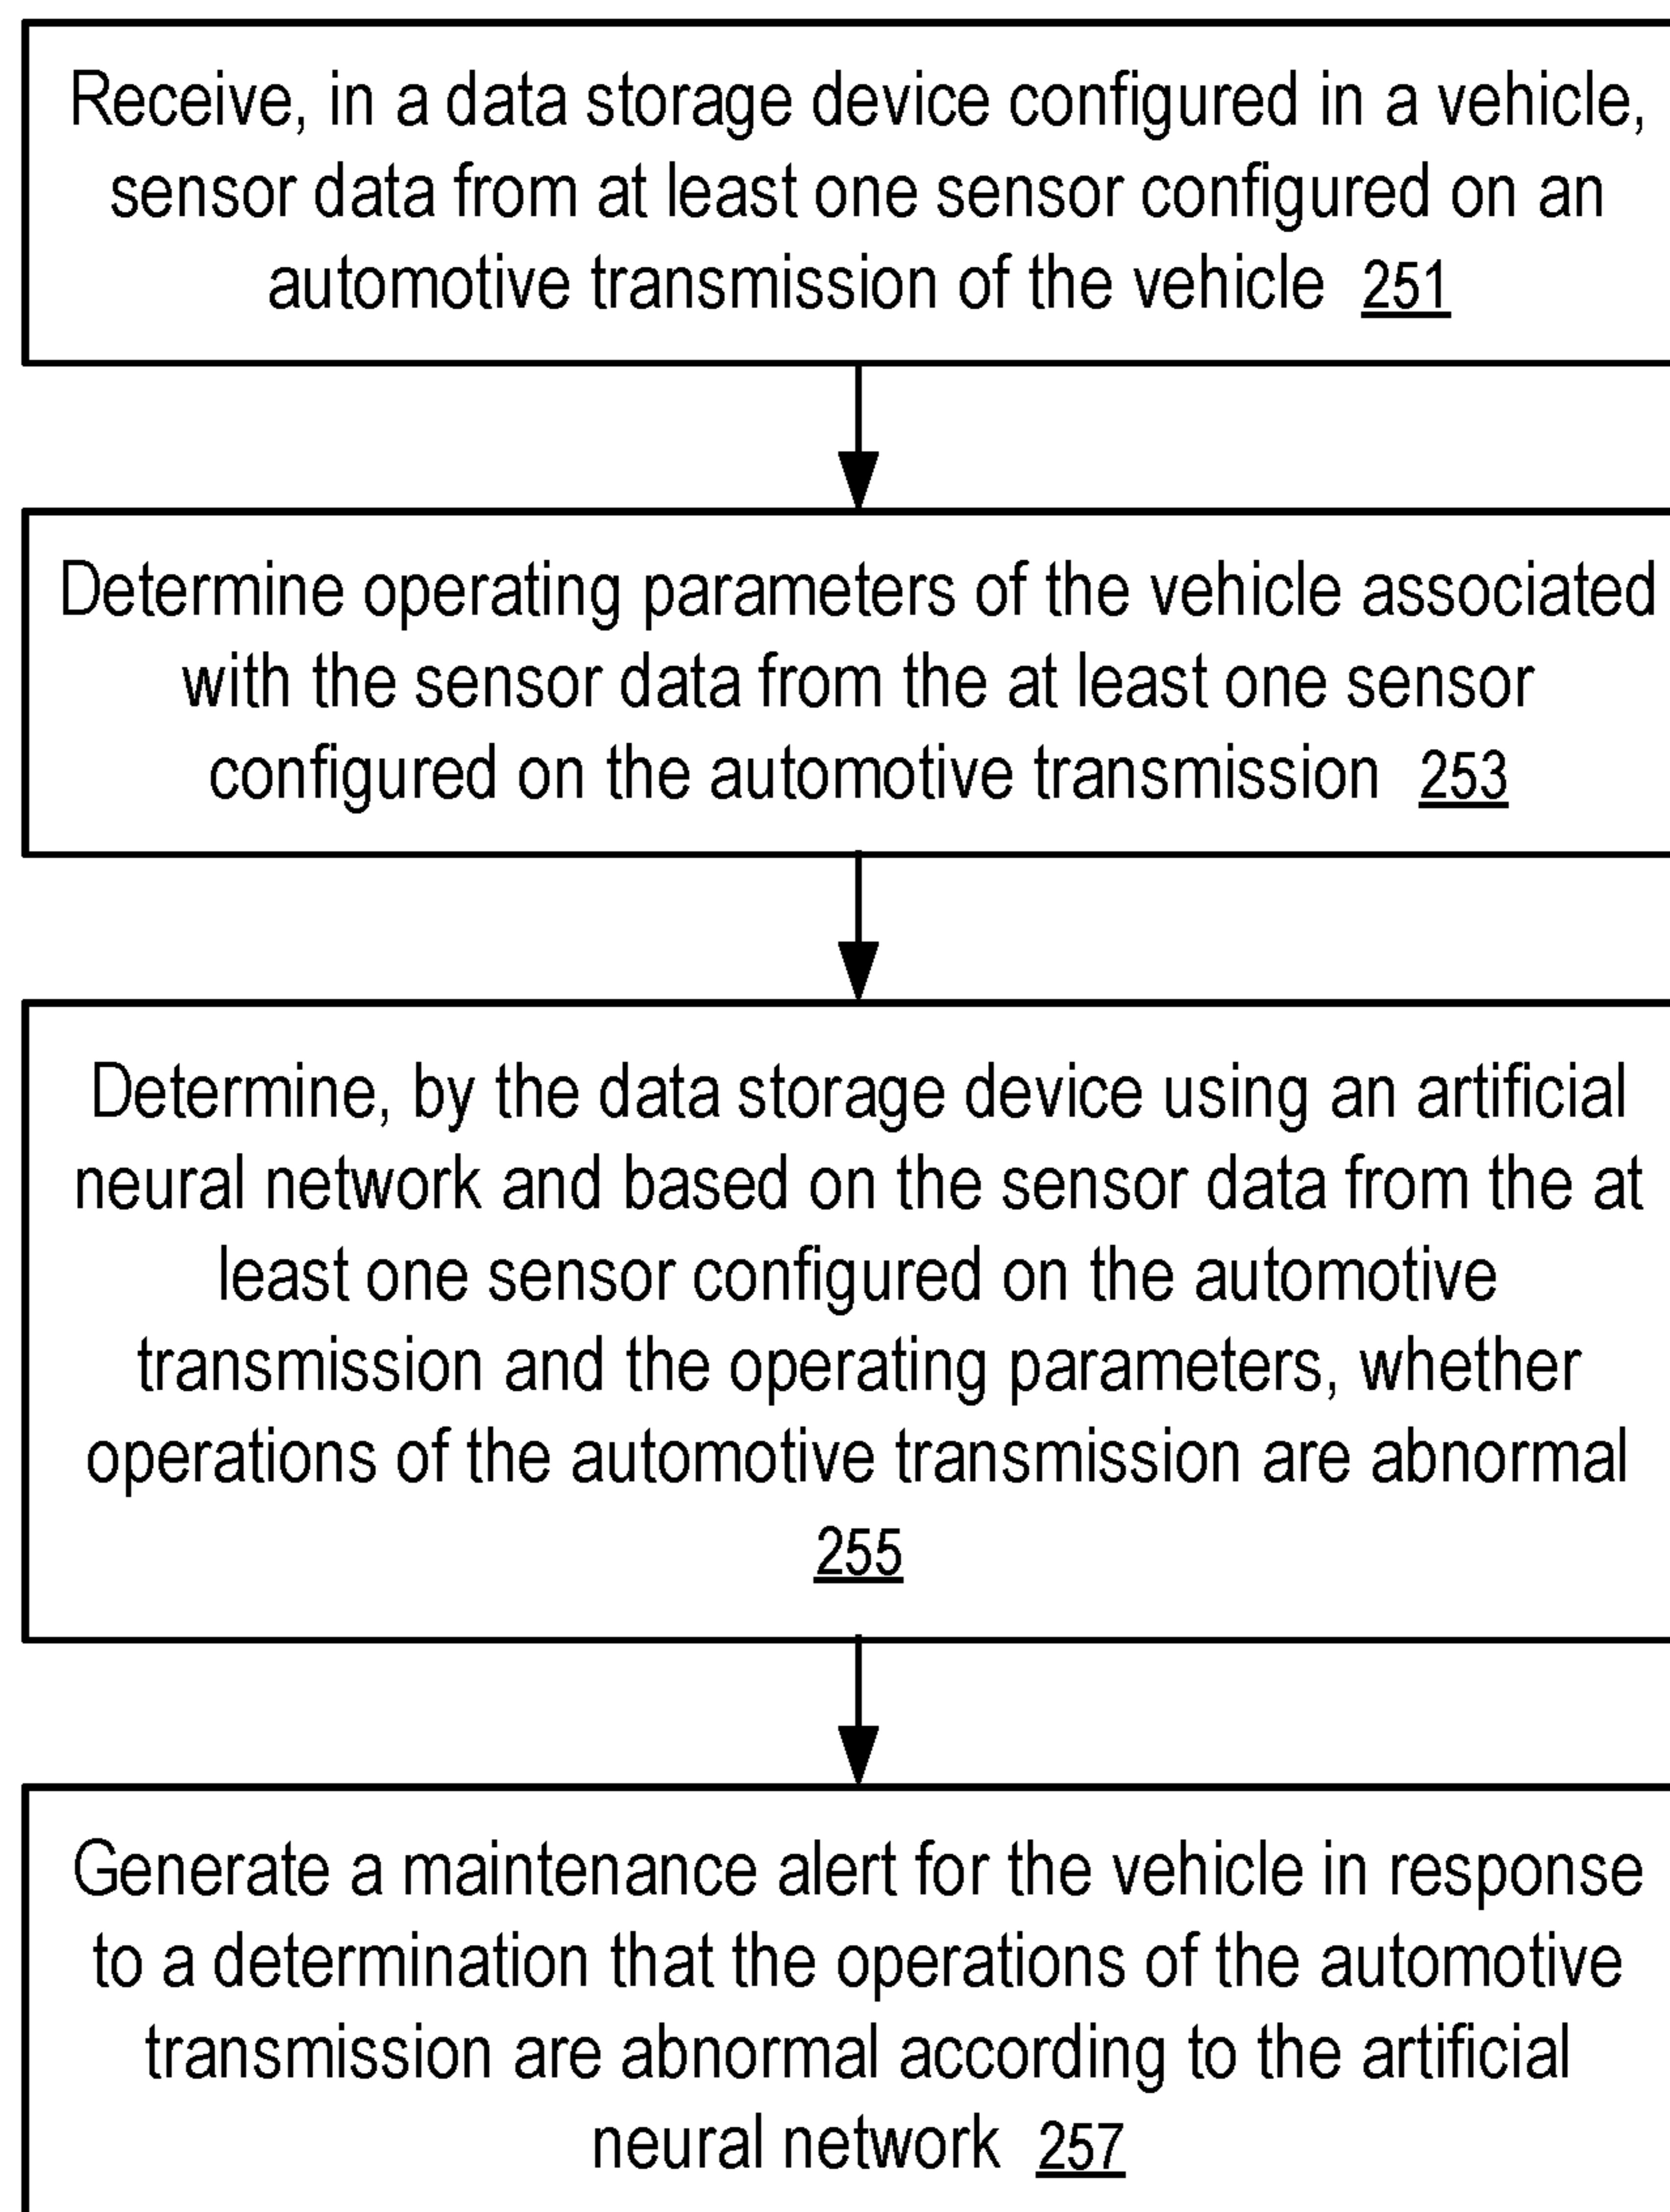 Receive, in a data storage device configured in a vehicle,
sensor data from at least one sensor configured on an
automotive transmission of the vehicle 251
Determine operating parameters of the vehicle associated
with the sensor data from the at least one sensor
configured on the automotive transmission 253
Determine, by the data storage device using an artificial
neural network and based on the sensor data from the at
least one sensor configured on the automotive
transmission and the operating parameters, whether
operations of the automotive transmission are abnormal
255
Generate a maintenance alert for the vehicle in response
to a determination that the operations of the automotive
transmission are abnormal according to the artificial
neural network 257